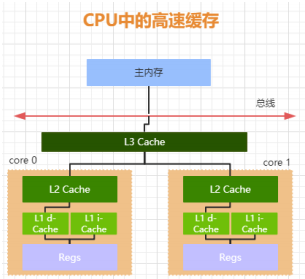 CPU中的高速缓存
主内存
总线
L3 Cache
core 0
core 1
L2 Cache
L2 Cache
L1 d-Cache
L1 i-Cache
L1 d-Cache
L1 i-Cache
Regs
Regs